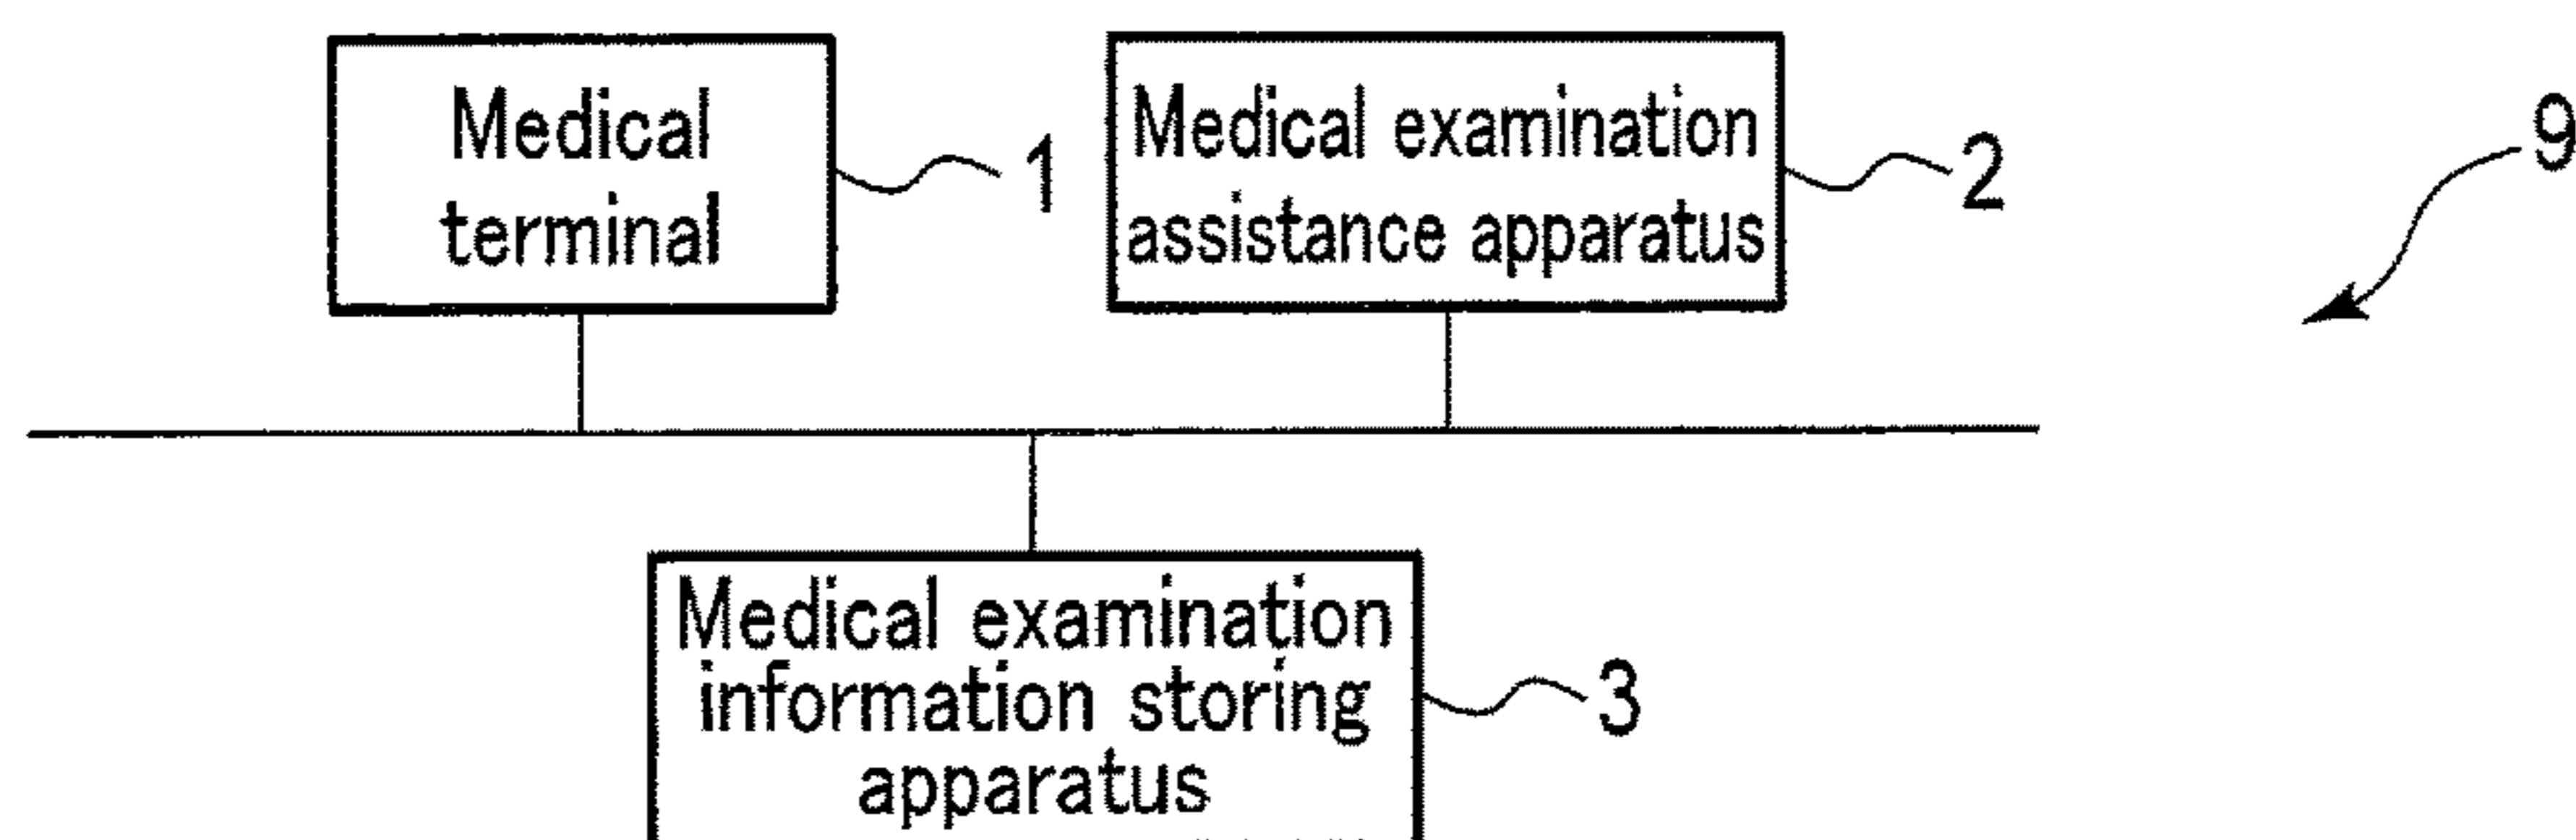 Medical
terminal
1
Medical examination
assistance apparatus
2
9
Medical examination
information storing
apparatus
3